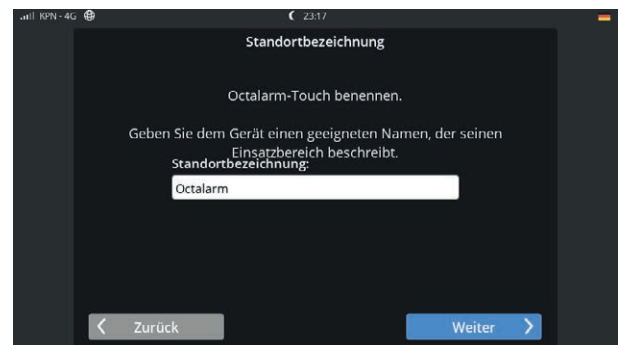 KPN - 4G 23:17
Standortbezeichnung
Octalarm-Touch benennen.
Geben Sie dem Gerät einen geeigneten Namen, der seinen
Einsatzbereich beschreibt.
Standortbezeichnung:
Octalarm
Zurück Weiter